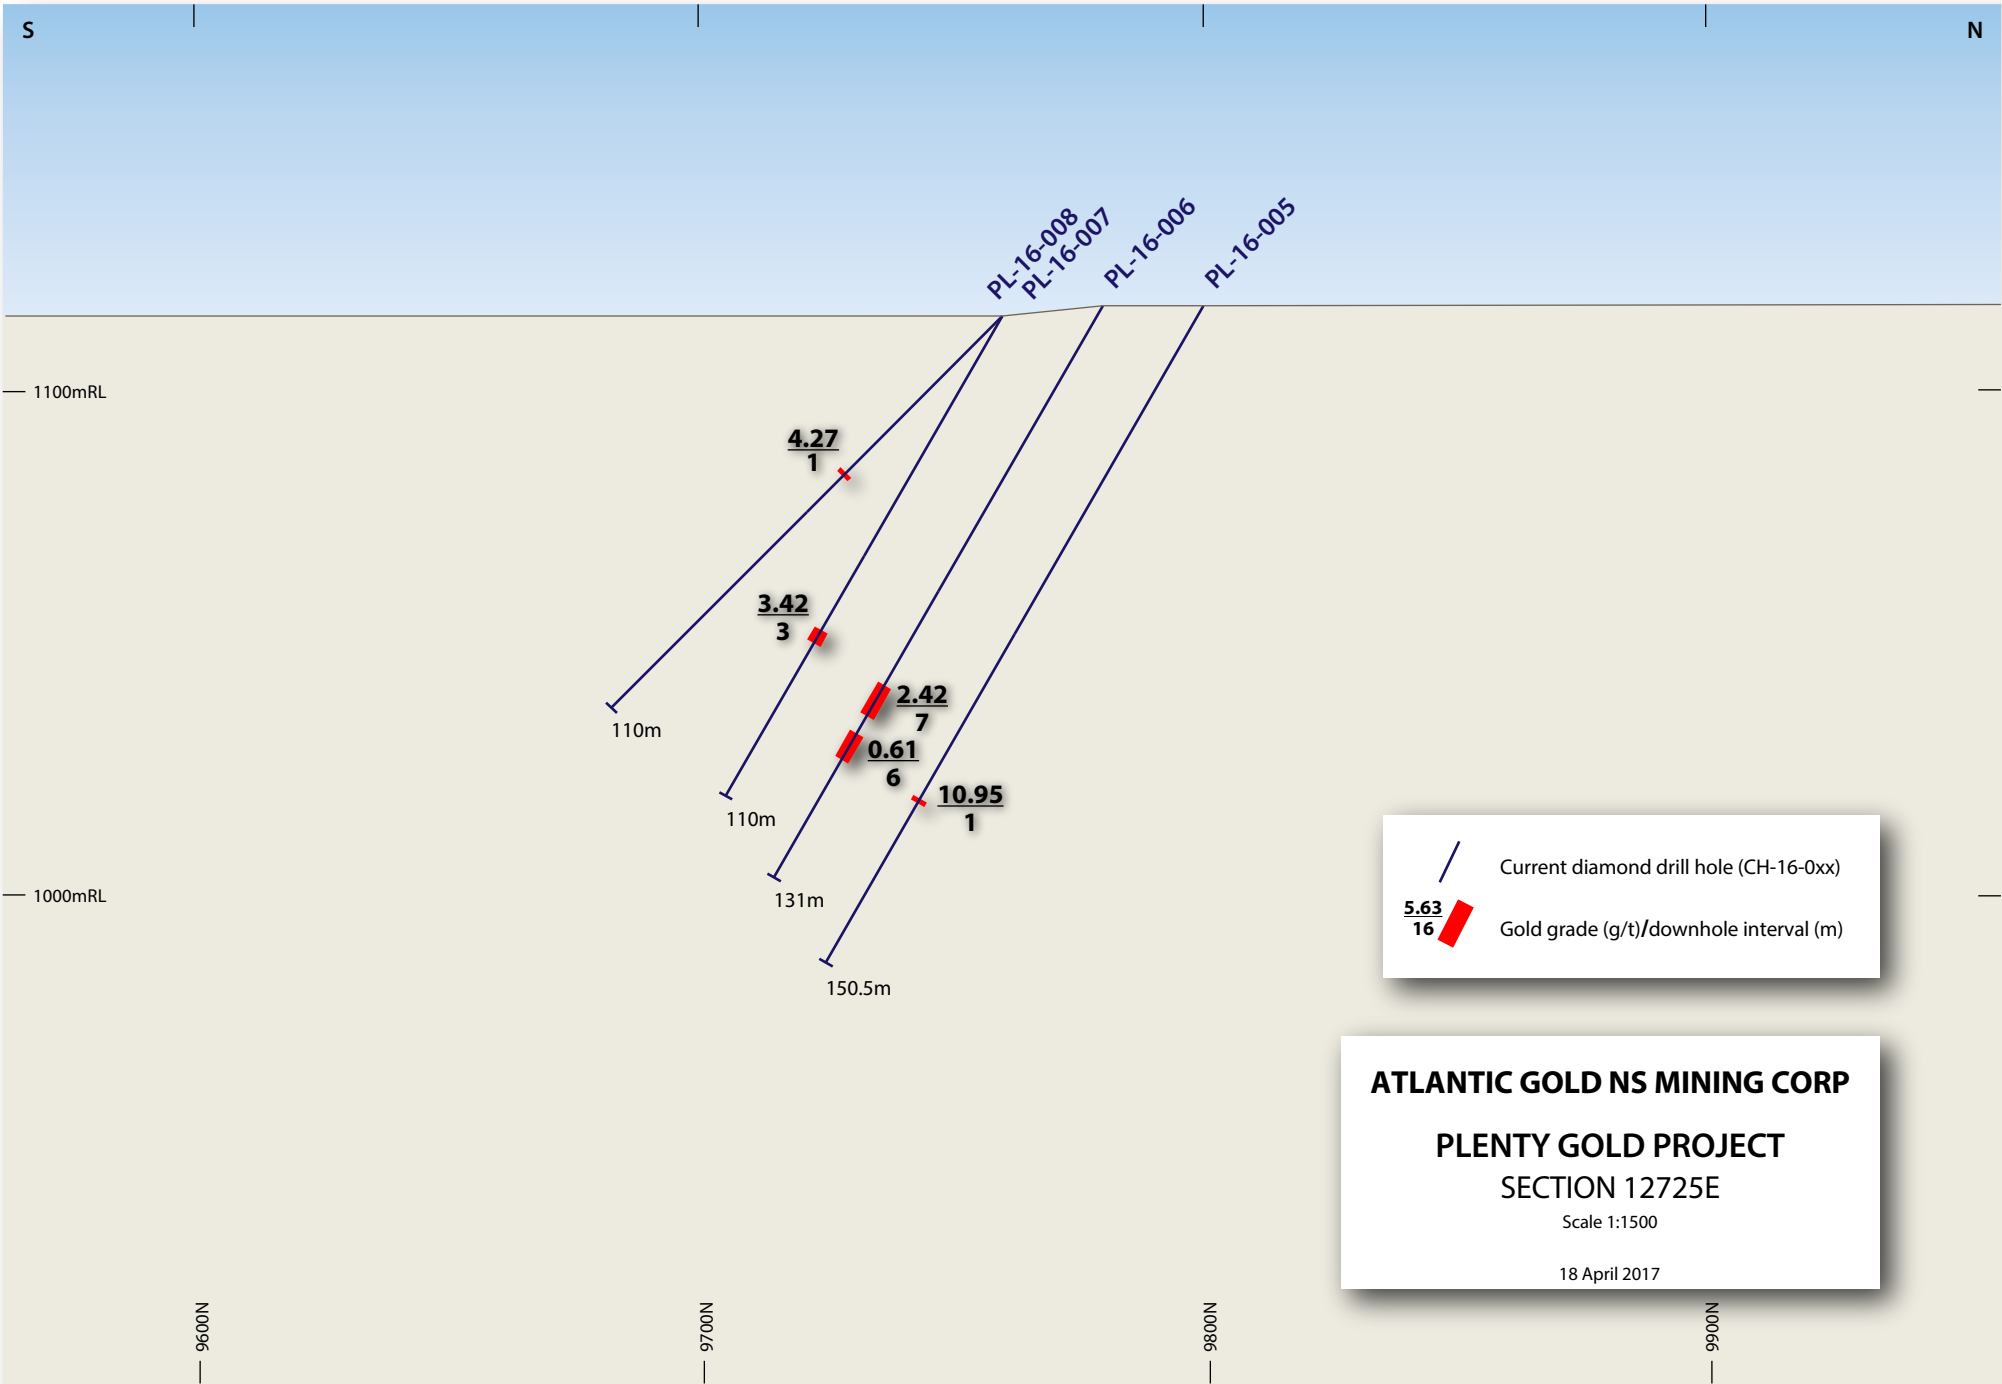 S
N
PL-16-008
PL-16-007
PL-16-006
PL-16-005
1100mRL
4.27
1
3.42
3
2.42
7
110m
0.61
6
10.95
1
110m
131m
1000mRL
150.5m
Current diamond drill hole (CH-16-0xx)
5.63
16
Gold grade (g/t)/downhole interval (m)
ATLANTIC GOLD NS MINING CORP
PLENTY GOLD PROJECT
SECTION 12725E
Scale 1:1500
18 April 2017
9600N
9700N
9800N
9900N